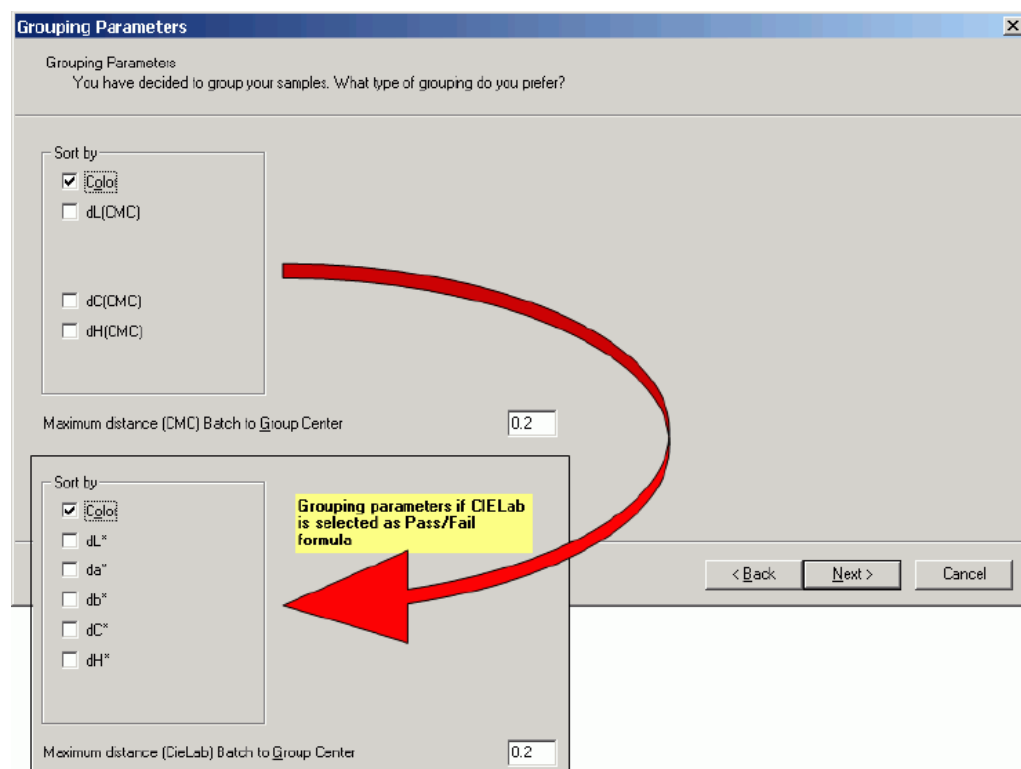 Grouping Parameters
Grouping Parameters
You have decided to group your samples. What type of grouping do you prefer?
Sort by
Color
dL(CMC)
dC(CMC)
dH(CMC)
Maximum distance (CMC) Batch to Group Center
0.2
Sort by
Color
dL*
da*
db*
dC*
dH*
Grouping parameters if CIELab
is selected as Pass/Fail
formula
< Back
Next >
Cancel
Maximum distance (CieLab) Batch to Group Center
0.2